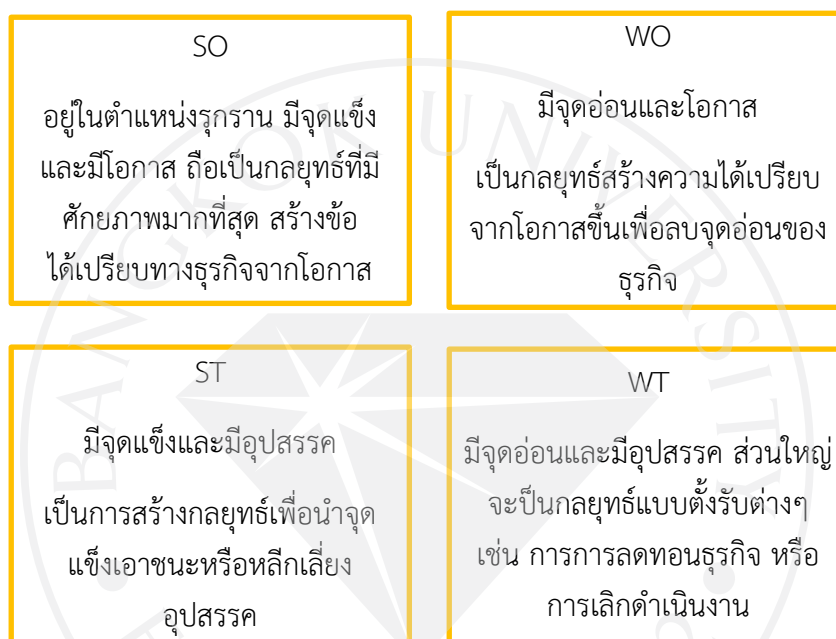 SO
อยู่ในตำแหน่งรุกราน มีจุดแข็ง
และมีโอกาส ถือเป็นกลยุทธ์ที่มี
ศักยภาพมากที่สุด สร้างข้อ
ได้เปรียบทางธุรกิจจากโอกาส
WO
มีจุดอ่อนและโอกาส
เป็นกลยุทธ์สร้างความได้เปรียบ
จากโอกาสขึ้นเพื่อลบจุดอ่อนของ
ธุรกิจ
ST
มีจุดแข็งและมีอุปสรรค
เป็นการสร้างกลยุทธ์เพื่อนำจุด
แข็งเอาชนะหรือหลีกเลี่ยง
อุปสรรค
WT
มีจุดอ่อนและมีอุปสรรค ส่วนใหญ่
จะป็นกลยุทธ์แบบตั้งรับต่างๆ
เช่น การการลดทอนธุรกิจ หรือ
การเลิกดำเนินงาน
BANGKOK UNIVERSITY